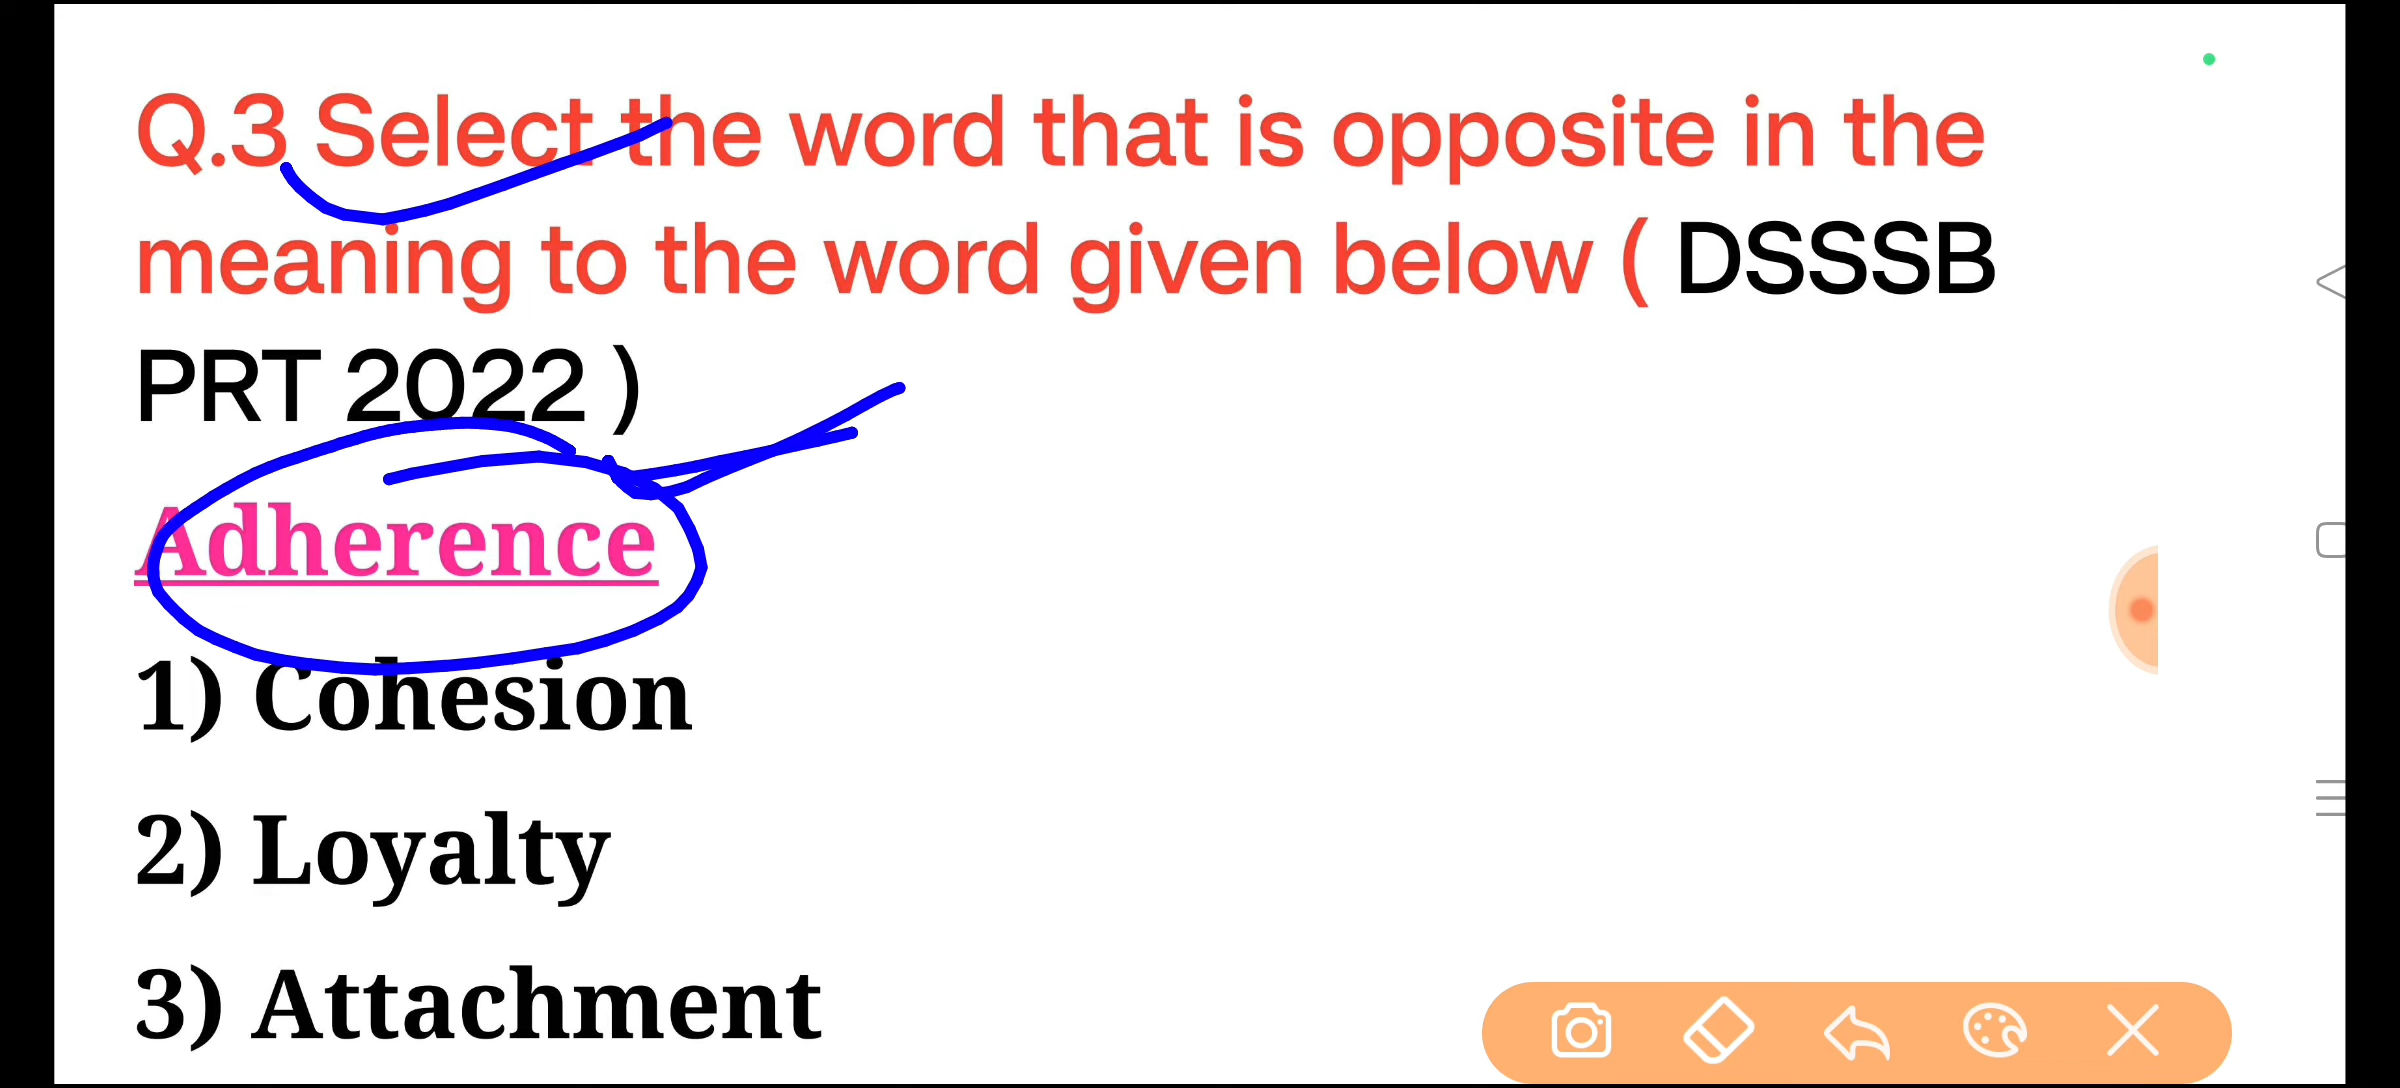 Q.3 Select the word that is opposite in the
meaning to the word given below ( DSSSB
PRT 2022 )
Adherence
1) Cohesion
2) Loyalty
3) Attachment